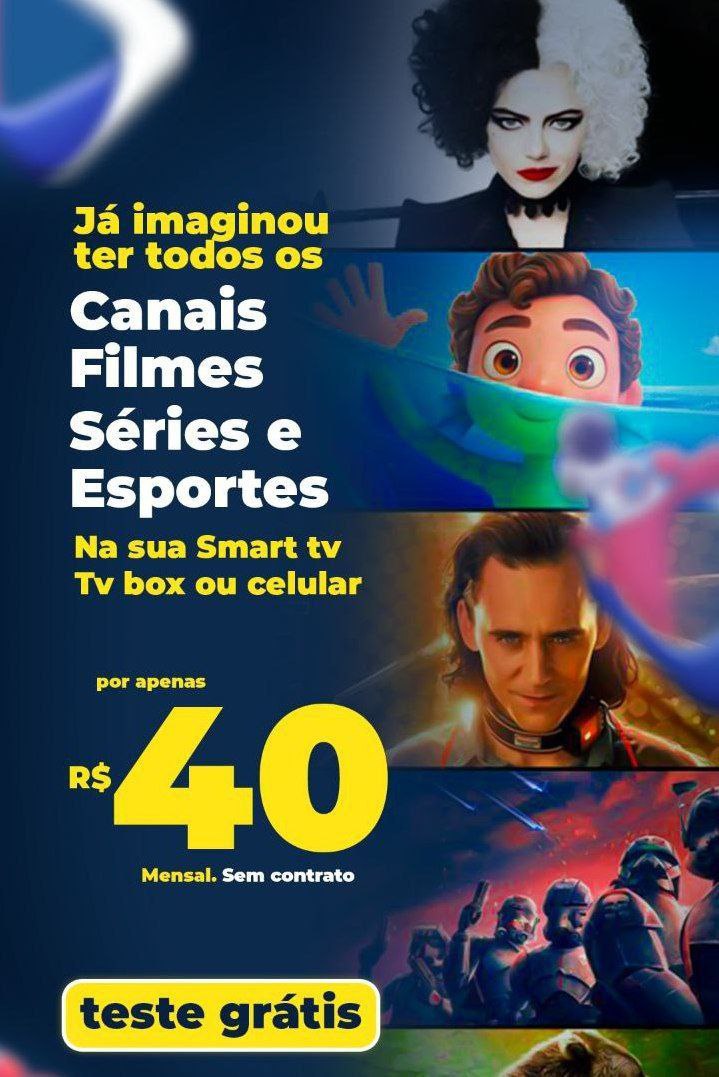 Já imaginou
ter todos os
Canais
Filmes
Séries e
Esportes
Na sua Smart tv
Tv box ou celular
por apenas
R$40
Mensal. Sem contrato
teste grátis